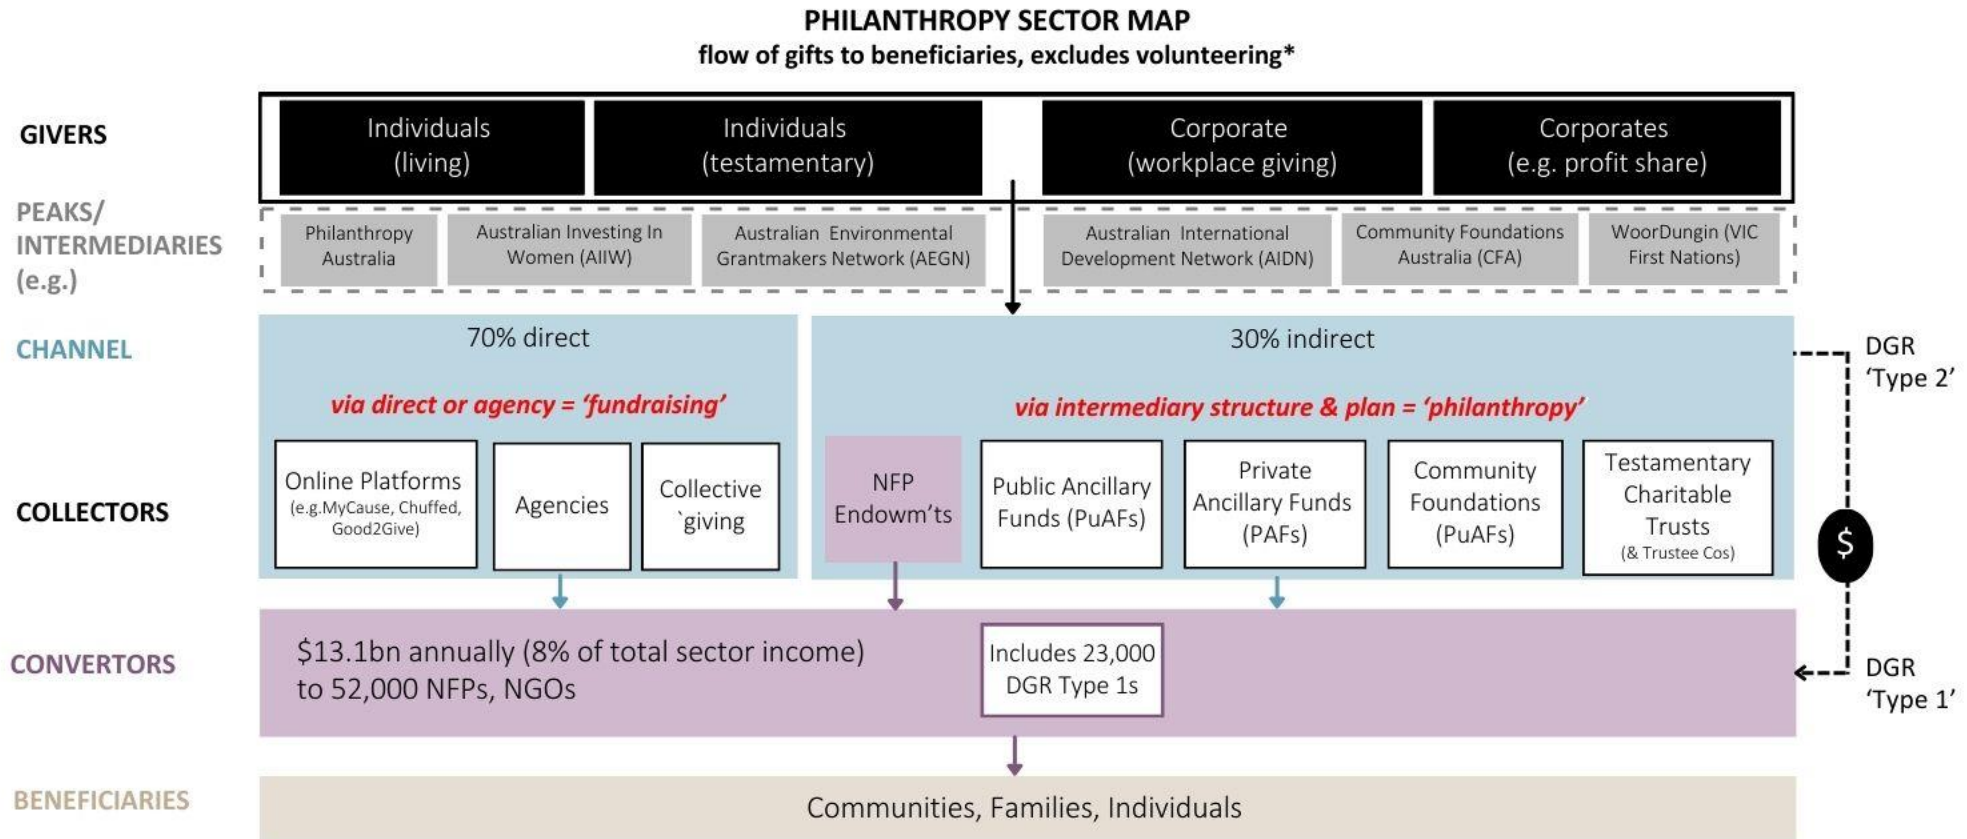 PHILANTHROPY SECTOR MAP
flow of gifts to beneficiaries, excludes volunteering*
GIVERS
Individuals
(living)
Individuals
(testamentary)
Corporate
(workplace giving)
Corporates
(e.g. profit share)
PEAKS/
INTERMEDIARIES
(e.g.)
Philanthropy
Australia
Australian Investing In
Women (AIIW)
Australian Environmental
Grantmakers Network (AEGN)
Australian International
Development Network (AIDN)
Community Foundations
Australia (CFA)
WoorDungin (VIC
First Nations)
CHANNEL
70% direct
via direct or agency = ‘fundraising’
30% indirect
via intermediary structure & plan = ‘philanthropy’
DGR
‘Type 2’
COLLECTORS
Online Platforms
(e.g.MyCause, Chuffed,
Good2Give)
Agencies
Collective
`giving
NFP
Endowm’ts
Public Ancillary
Funds (PuAFs)
Private
Ancillary Funds
(PAFs)
Community
Foundations
(PuAFs)
Testamentary
Charitable
Trusts
(& Trustee Cos)
$
CONVERTORS
$13.1bn annually (8% of total sector income)
to 52,000 NFPs, NGOs
Includes 23,000
DGR Type 1s
DGR
‘Type 1’
BENEFICIARIES
Communities, Families, Individuals